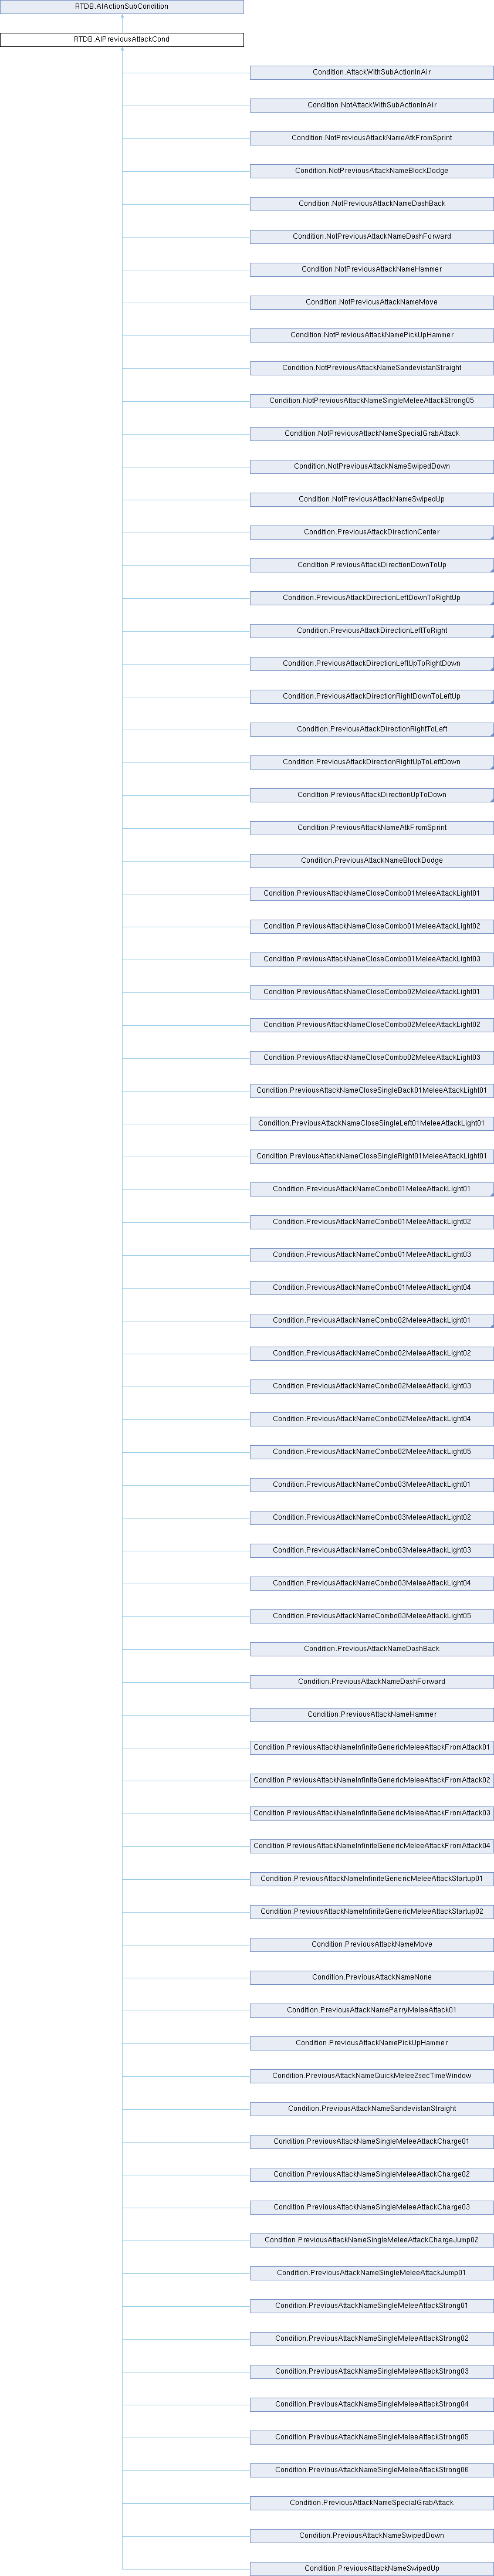 RTDB.AIActionSubCondition
RTDB.AIPreviousAttackCond
Condition.AttackWithSubActionInAir
Condition.NotAttackWithSubActionInAir
Condition.NotPreviousAttackNameAtkFromSprint
Condition.NotPreviousAttackNameBlockDodge
Condition.NotPreviousAttackNameDashBack
Condition.NotPreviousAttackNameDashForward
Condition.NotPreviousAttackNameHammer
Condition.NotPreviousAttackNameMove
Condition.NotPreviousAttackNamePickUpHammer
Condition.NotPreviousAttackNameSandevistanStraight
Condition.NotPreviousAttackNameSingleMeleeAttackStrong05
Condition.NotPreviousAttackNameSpecialGrabAttack
Condition.NotPreviousAttackNameSwipedDown
Condition.NotPreviousAttackNameSwipedUp
Condition.PreviousAttackDirectionCenter
Condition.PreviousAttackDirectionDownToUp
Condition.PreviousAttackDirectionLeftDownToRightUp
Condition.PreviousAttackDirectionLeftToRight
Condition.PreviousAttackDirectionLeftUpToRightDown
Condition.PreviousAttackDirectionRightDownToLeftUp
Condition.PreviousAttackDirectionRightToLeft
Condition.PreviousAttackDirectionRightUpToLeftDown
Condition.PreviousAttackDirectionUpToDown
Condition.PreviousAttackNameAtkFromSprint
Condition.PreviousAttackNameBlockDodge
Condition.PreviousAttackNameCloseCombo01MeleeAttackLight01
Condition.PreviousAttackNameCloseCombo01MeleeAttackLight02
Condition.PreviousAttackNameCloseCombo01MeleeAttackLight03
Condition.PreviousAttackNameCloseCombo02MeleeAttackLight01
Condition.PreviousAttackNameCloseCombo02MeleeAttackLight02
Condition.PreviousAttackNameCloseCombo02MeleeAttackLight03
Condition.PreviousAttackNameCloseSingleBack01MeleeAttackLight01
Condition.PreviousAttackNameCloseSingleLeft01MeleeAttackLight01
Condition.PreviousAttackNameCloseSingleRight01MeleeAttackLight01
Condition.PreviousAttackNameCombo01MeleeAttackLight01
Condition.PreviousAttackNameCombo01MeleeAttackLight02
Condition.PreviousAttackNameCombo01MeleeAttackLight03
Condition.PreviousAttackNameCombo01MeleeAttackLight04
Condition.PreviousAttackNameCombo02MeleeAttackLight01
Condition.PreviousAttackNameCombo02MeleeAttackLight02
Condition.PreviousAttackNameCombo02MeleeAttackLight03
Condition.PreviousAttackNameCombo02MeleeAttackLight04
Condition.PreviousAttackNameCombo02MeleeAttackLight05
Condition.PreviousAttackNameCombo03MeleeAttackLight01
Condition.PreviousAttackNameCombo03MeleeAttackLight02
Condition.PreviousAttackNameCombo03MeleeAttackLight03
Condition.PreviousAttackNameCombo03MeleeAttackLight04
Condition.PreviousAttackNameCombo03MeleeAttackLight05
Condition.PreviousAttackNameDashBack
Condition.PreviousAttackNameDashForward
Condition.PreviousAttackNameHammer
Condition.PreviousAttackNameInfiniteGenericMeleeAttackFromAttack01
Condition.PreviousAttackNameInfiniteGenericMeleeAttackFromAttack02
Condition.PreviousAttackNameInfiniteGenericMeleeAttackFromAttack03
Condition.PreviousAttackNameInfiniteGenericMeleeAttackFromAttack04
Condition.PreviousAttackNameInfiniteGenericMeleeAttackStartup01
Condition.PreviousAttackNameInfiniteGenericMeleeAttackStartup02
Condition.PreviousAttackNameMove
Condition.PreviousAttackNameNone
Condition.PreviousAttackNameParryMeleeAttack01
Condition.PreviousAttackNamePickUpHammer
Condition.PreviousAttackNameQuickMelee2secTimeWindow
Condition.PreviousAttackNameSandevistanStraight
Condition.PreviousAttackNameSingleMeleeAttackCharge01
Condition.PreviousAttackNameSingleMeleeAttackCharge02
Condition.PreviousAttackNameSingleMeleeAttackCharge03
Condition.PreviousAttackNameSingleMeleeAttackChargeJump02
Condition.PreviousAttackNameSingleMeleeAttackJump01
Condition.PreviousAttackNameSingleMeleeAttackStrong01
Condition.PreviousAttackNameSingleMeleeAttackStrong02
Condition.PreviousAttackNameSingleMeleeAttackStrong03
Condition.PreviousAttackNameSingleMeleeAttackStrong04
Condition.PreviousAttackNameSingleMeleeAttackStrong05
Condition.PreviousAttackNameSingleMeleeAttackStrong06
Condition.PreviousAttackNameSpecialGrabAttack
Condition.PreviousAttackNameSwipedDown
Condition.PreviousAttackNameSwipedUp